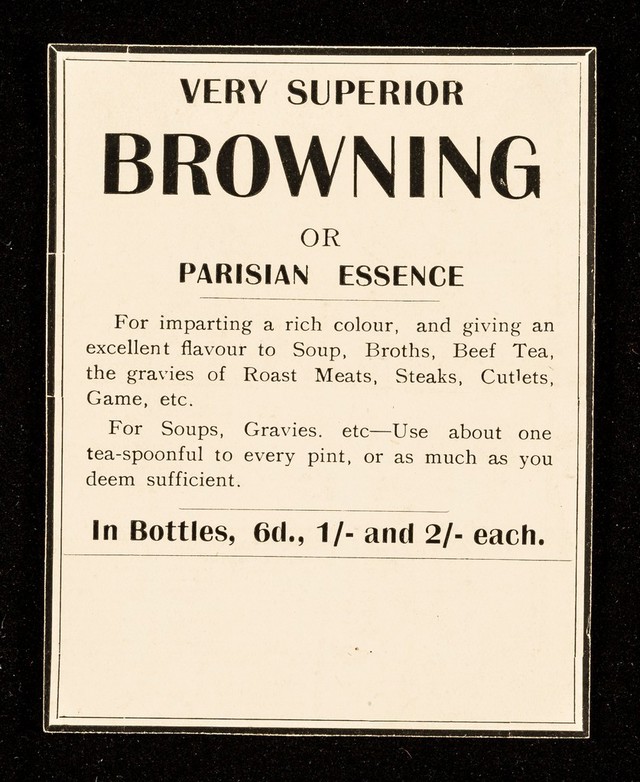 VERY SUPERIOR
BROWNING
OR
PARISIAN ESSENCE
For imparting a rich colour, and giving an
excellent flavour to Soup, Broths, Beef Tea,
the gravies of Roast Meats, Steaks, Cutlets,
Game, etc.
For Soups, Gravies. etc—Use about one
tea-spoonful to every pint, or as much as you
deem sufficient.
In Bottles, 6d., 1/- and 2/- each.